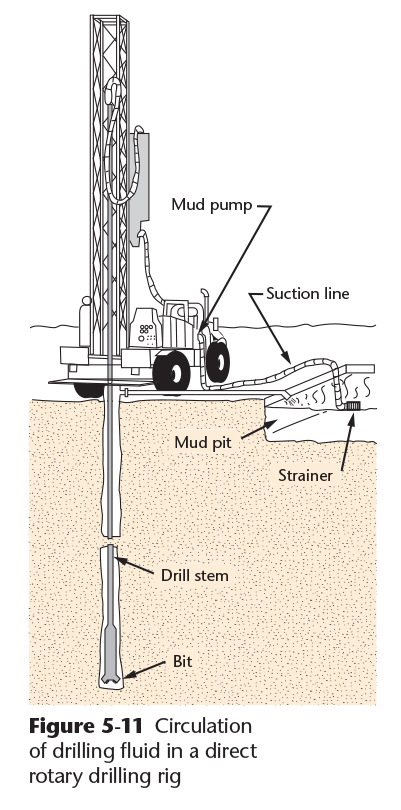 Mud pump
Suction line
Mud pit
Strainer
Drill stem
Bit
Figure 5-11 Circulation
of drilling fluid in a direct
rotary drilling rig